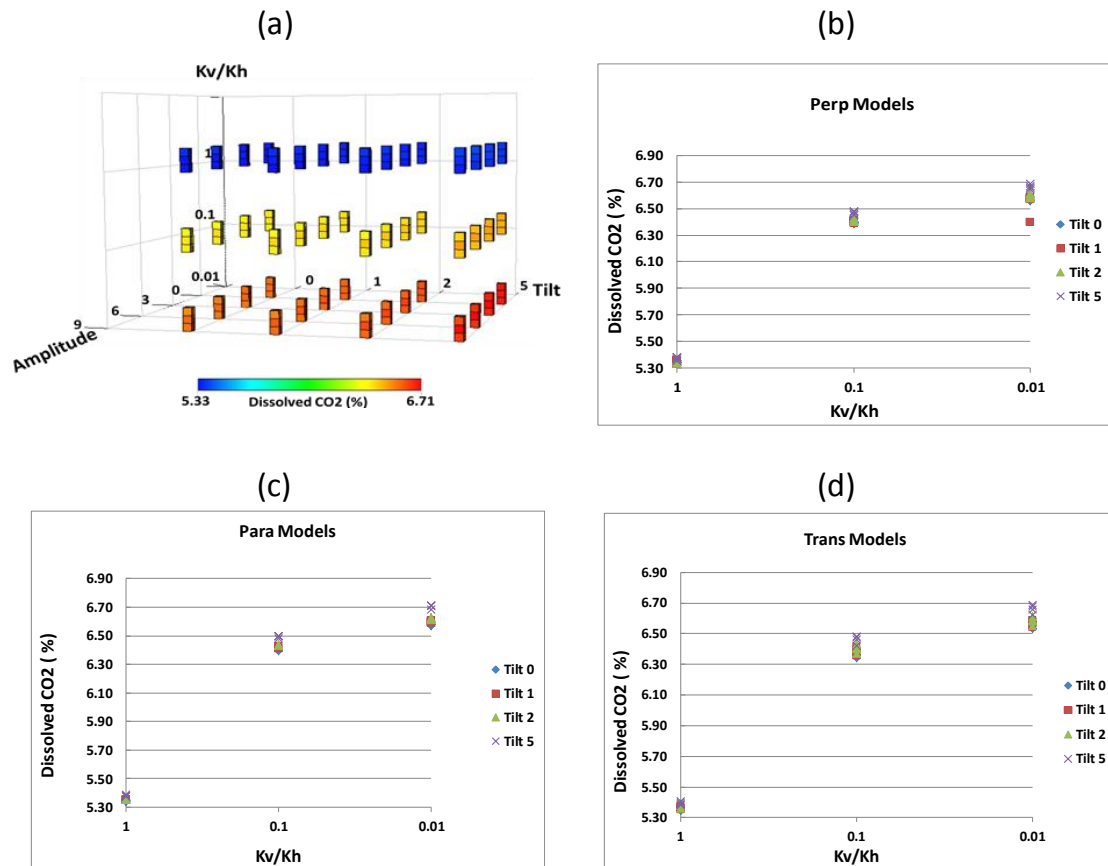 (a)
Kv/Kh
1
0.1
0.01
0
1
2
5
Tilt
0
3
6
9
Amplitude
5.33
Dissolved CO2 (%)
6.71
(b)
Perp Models
6.90
6.70
6.50
6.30
6.10
5.90
5.70
5.50
5.30
Dissolved CO2 ( %)
1
0.1
0.01
Kv/Kh
Tilt 0
Tilt 1
Tilt 2
Tilt 5
(c)
Para Models
6.90
6.70
6.50
6.30
6.10
5.90
5.70
5.50
5.30
Dissolved CO2 ( %)
1
0.1
0.01
Kv/Kh
Tilt 0
Tilt 1
Tilt 2
Tilt 5
(d)
Trans Models
6.90
6.70
6.50
6.30
6.10
5.90
5.70
5.50
5.30
Dissolved CO2 ( %)
1
0.1
0.01
Kv/Kh
Tilt 0
Tilt 1
Tilt 2
Tilt 5